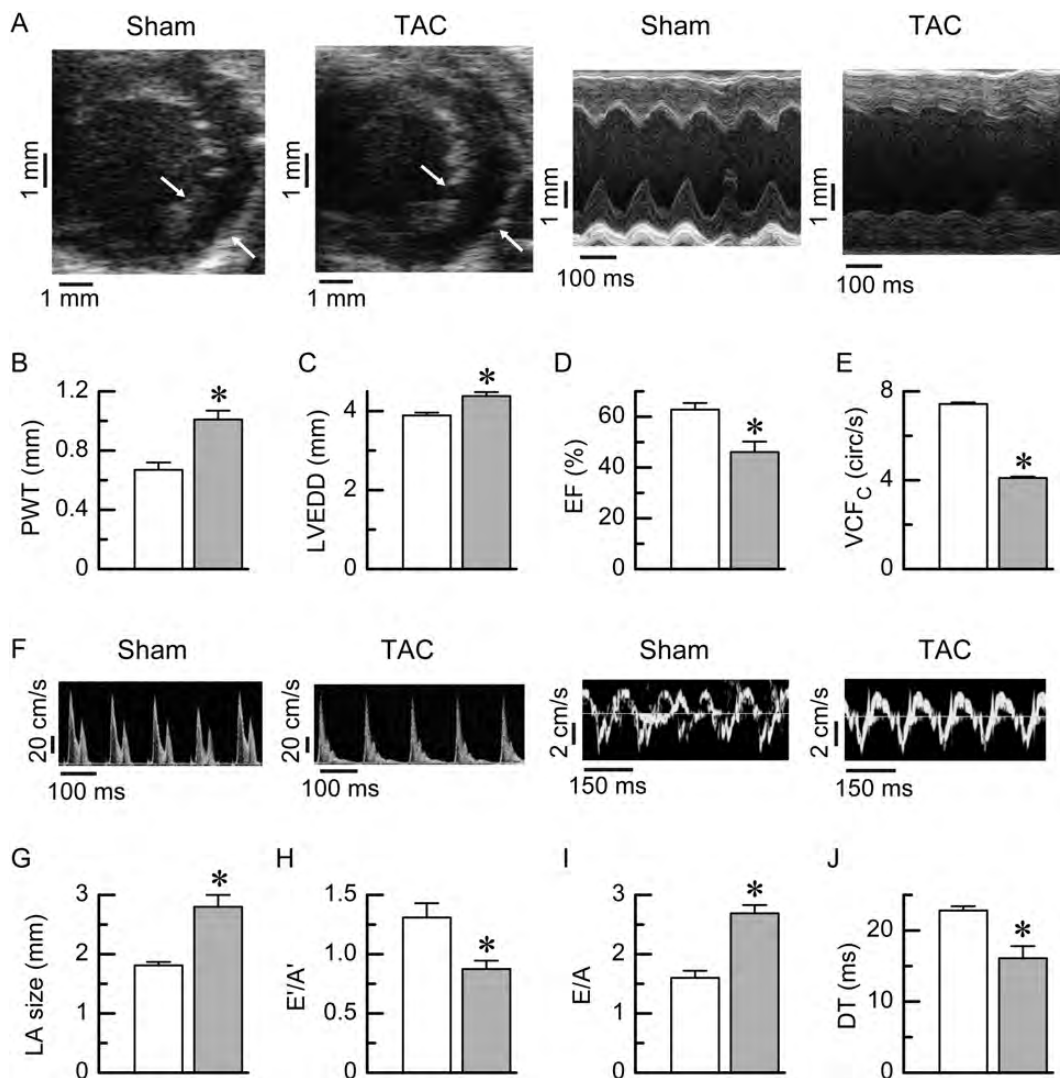 A
Sham
TAC
Sham
TAC
1 mm
1 mm
1 mm
1 mm
1 mm
1 mm
100 ms
100 ms
B
C
D
E
PWT (mm)
1.2
0.6
0
*
LVEDD (mm)
4
2
0
*
EF (%)
60
40
20
0
*
VCF_C (circ/s)
8
4
0
*
F
Sham
TAC
Sham
TAC
20 cm/s
20 cm/s
2 cm/s
2 cm/s
100 ms
100 ms
150 ms
150 ms
G
H
I
J
LA size (mm)
3
2
1
0
*
E'/A'
1.5
1.0
0.5
0
*
E/A
3
2
1
0
*
DT (ms)
20
10
0
*